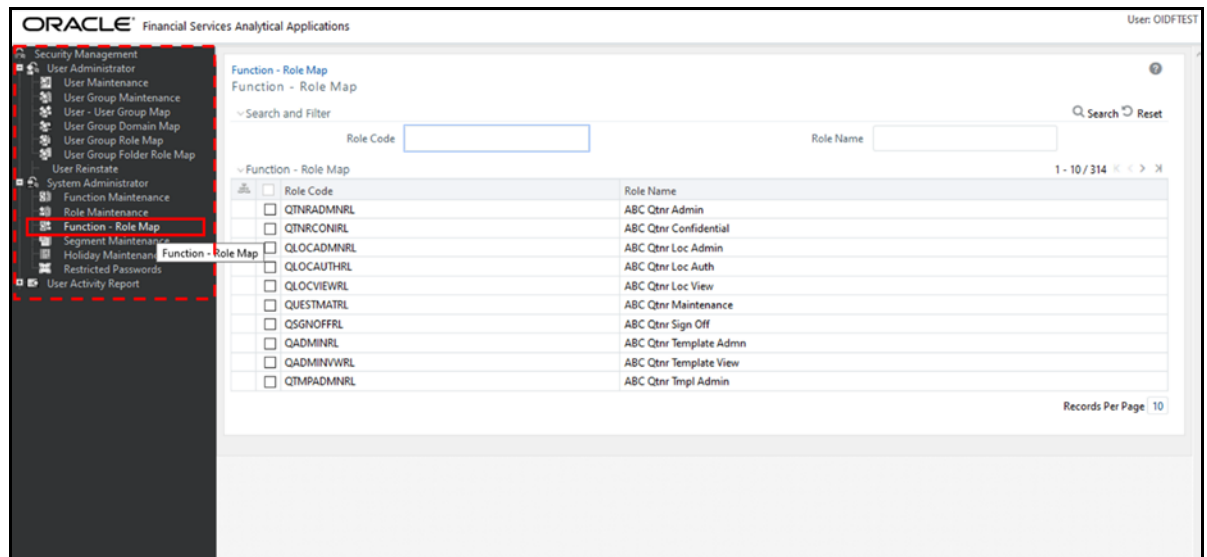 ORACLE® Financial Services Analytical Applications
User: OIDFTEST
Security Management
User Administrator
User Maintenance
User Group Maintenance
User - User Group Map
User Group Domain Map
User Group Role Map
User Group Folder Role Map
User Reinstate
System Administrator
Function Maintenance
Role Maintenance
Function - Role Map
Segment Maintenance
Holiday Maintenan
Function - Role Map
Restricted Passwords
User Activity Report
Function - Role Map
Function - Role Map
Search and Filter
Search Reset
Role Code
Role Name
Function - Role Map
1 - 10 / 314
Role Code Role Name
QTNRADMNRL ABC Qtnr Admin
QTNRCONIRL ABC Qtnr Confidential
QLOCADMNRL ABC Qtnr Loc Admin
QLOCAUTHRL ABC Qtnr Loc Auth
QLOCVIEWRL ABC Qtnr Loc View
QUESTMATRL ABC Qtnr Maintenance
QSGNOFFRL ABC Qtnr Sign Off
QADMINRL ABC Qtnr Template Admn
QADMINVWRL ABC Qtnr Template View
QTMPADMNRL ABC Qtnr Tmpl Admin
Records Per Page 10